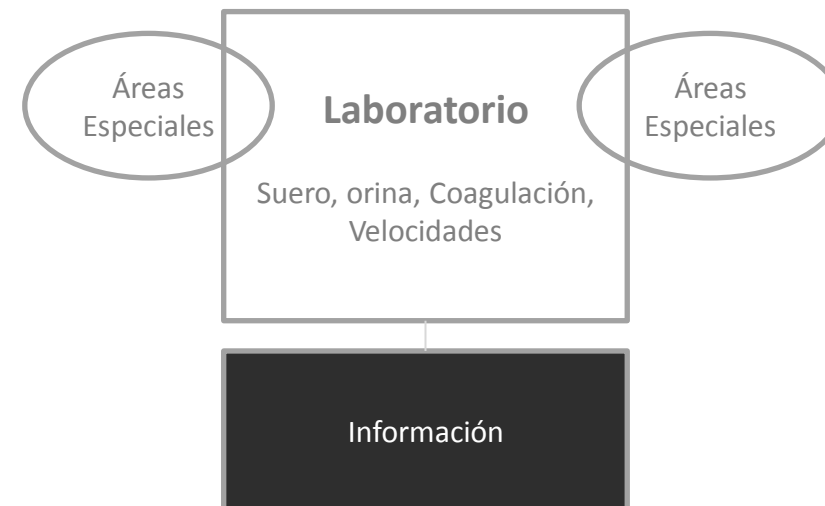 Áreas
Especiales
Laboratorio
Suero, orina, Coagulación,
Velocidades
Áreas
Especiales
Información